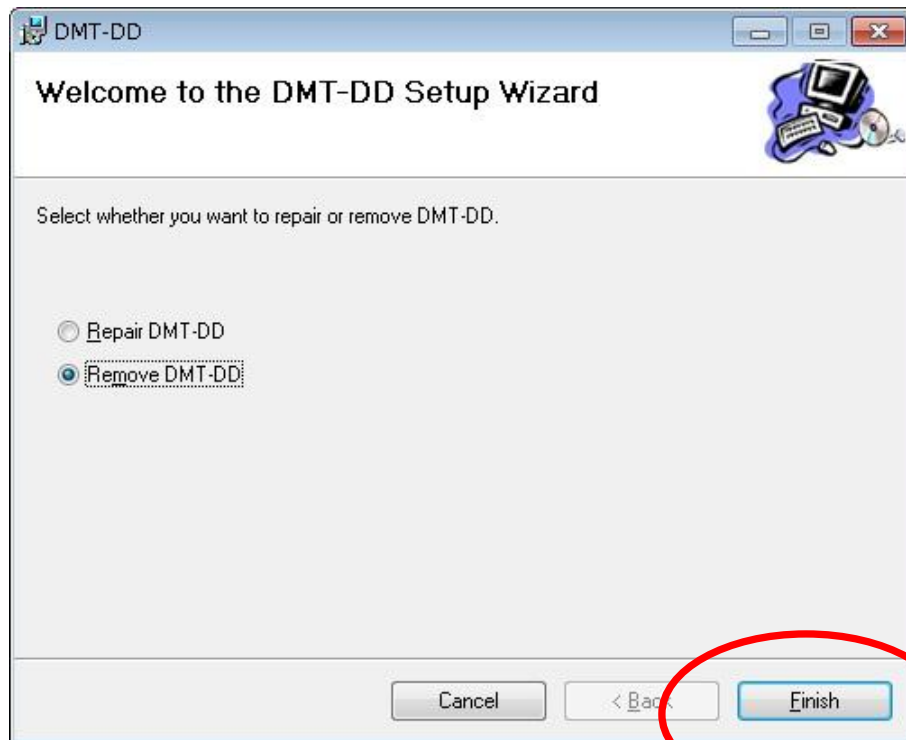 DMT-DD
Welcome to the DMT-DD Setup Wizard
Select whether you want to repair or remove DMT-DD.
Repair DMT-DD
Remove DMT-DD
Cancel < Back Finish